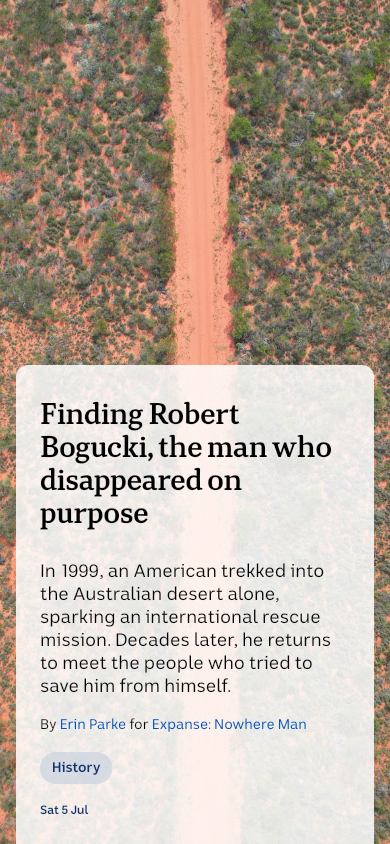 Finding Robert
Bogucki, the man who
disappeared on
purpose
In 1999, an American trekked into
the Australian desert alone,
sparking an international rescue
mission. Decades later, he returns
to meet the people who tried to
save him from himself.
By Erin Parke for Expanse: Nowhere Man
History
Sat 5 Jul